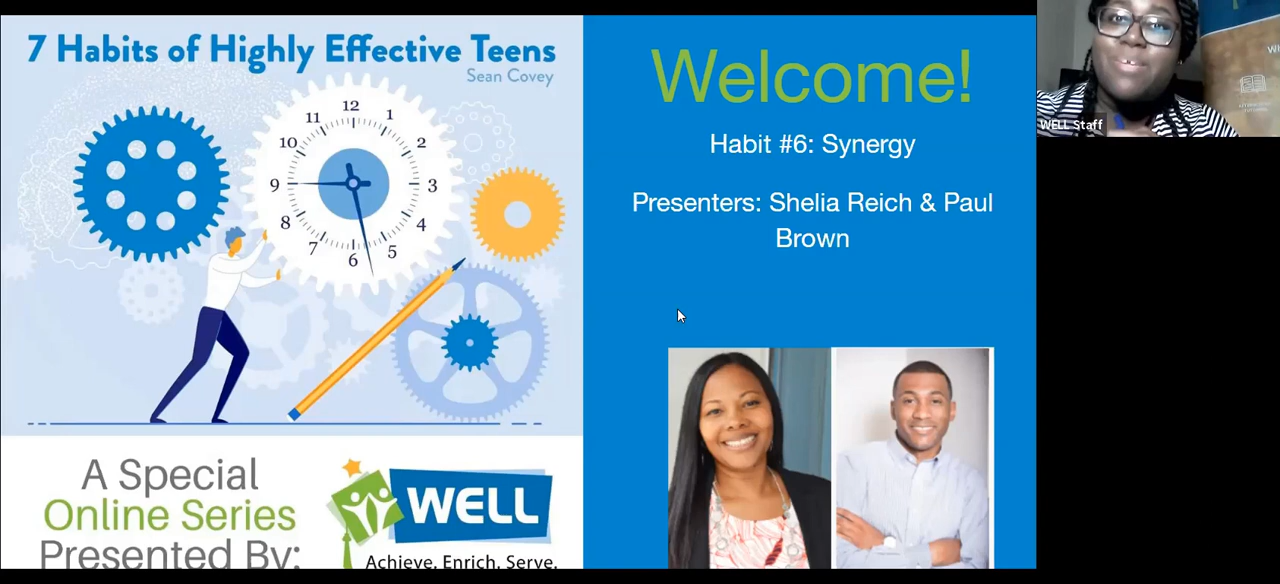 7 Habits of Highly Effective Teens
Sean Covey
12
1
2
3
4
5
6
7
8
9
10
11
A Special
Online Series
Presented By:
WELL
Achieve. Enrich. Serve.
Welcome!
Habit #6: Synergy
Presenters: Shelia Reich & Paul
Brown
WELL Staff